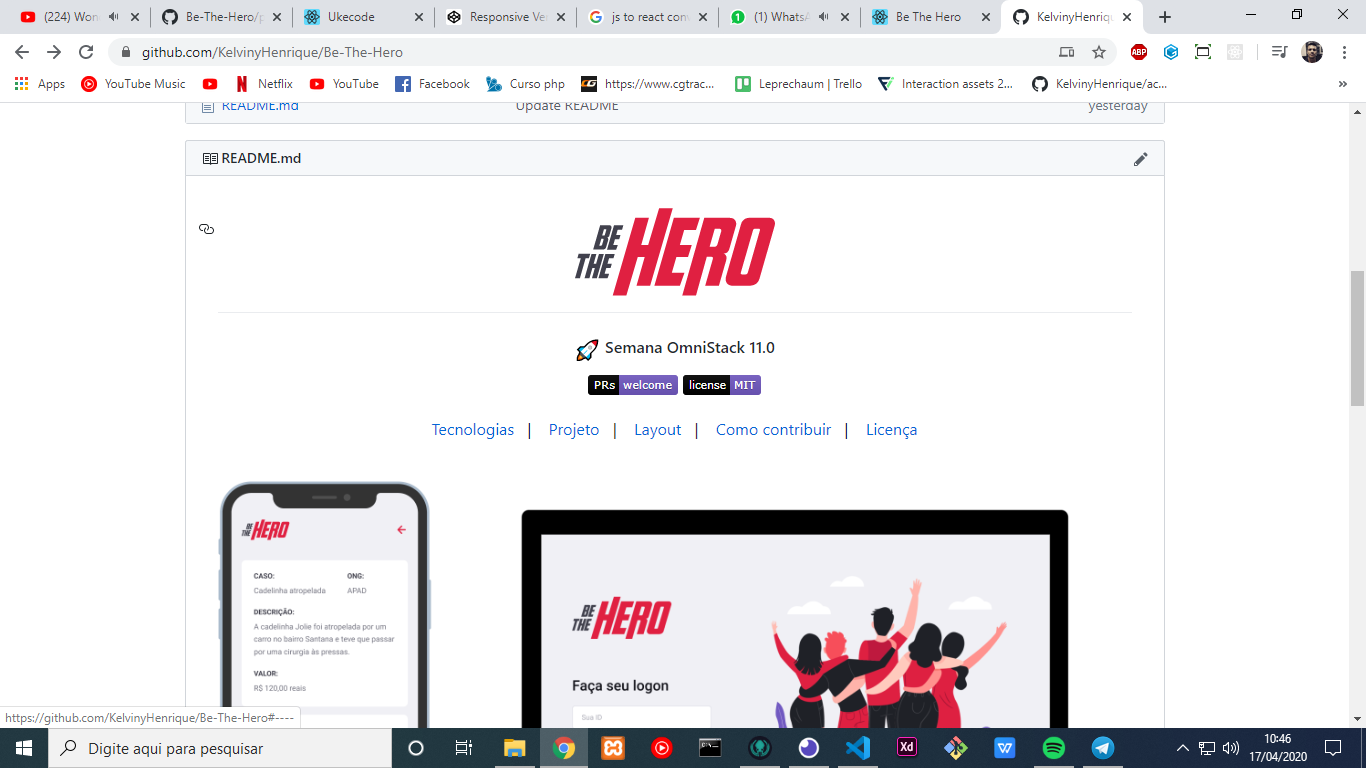 (224) Won
Be-The-Hero/p
Ukecode
Responsive Ve
js to react con
(1) WhatsA
Be The Hero
KelvinyHenriqu
github.com/KelvinyHenrique/Be-The-Hero
ABP
Apps
YouTube Music
Netflix
YouTube
Facebook
Curso php
https://www.cgtrac...
Leprechaum | Trello
Interaction assets 2...
KelvinyHenrique/ac...
»
README.md
Update README
yesterday
README.md
BE THE HERO
Semana OmniStack 11.0
PRs welcome
license MIT
Tecnologias | Projeto | Layout | Como contribuir | Licença
BE THE HERO
CASO:
ONG:
Cadelinha atropelada
APAD
DESCRIÇÃO:
A cadelinha Jolie foi atropelada por um
carro no bairro Santana e teve que passar
por uma cirurgia às pressas.
VALOR:
R$ 120,00 reais
BE THE HERO
Faça seu logon
Sua ID
https://github.com/KelvinyHenrique/Be-The-Hero#----
Digite aqui para pesquisar
Xd
10:46
17/04/2020